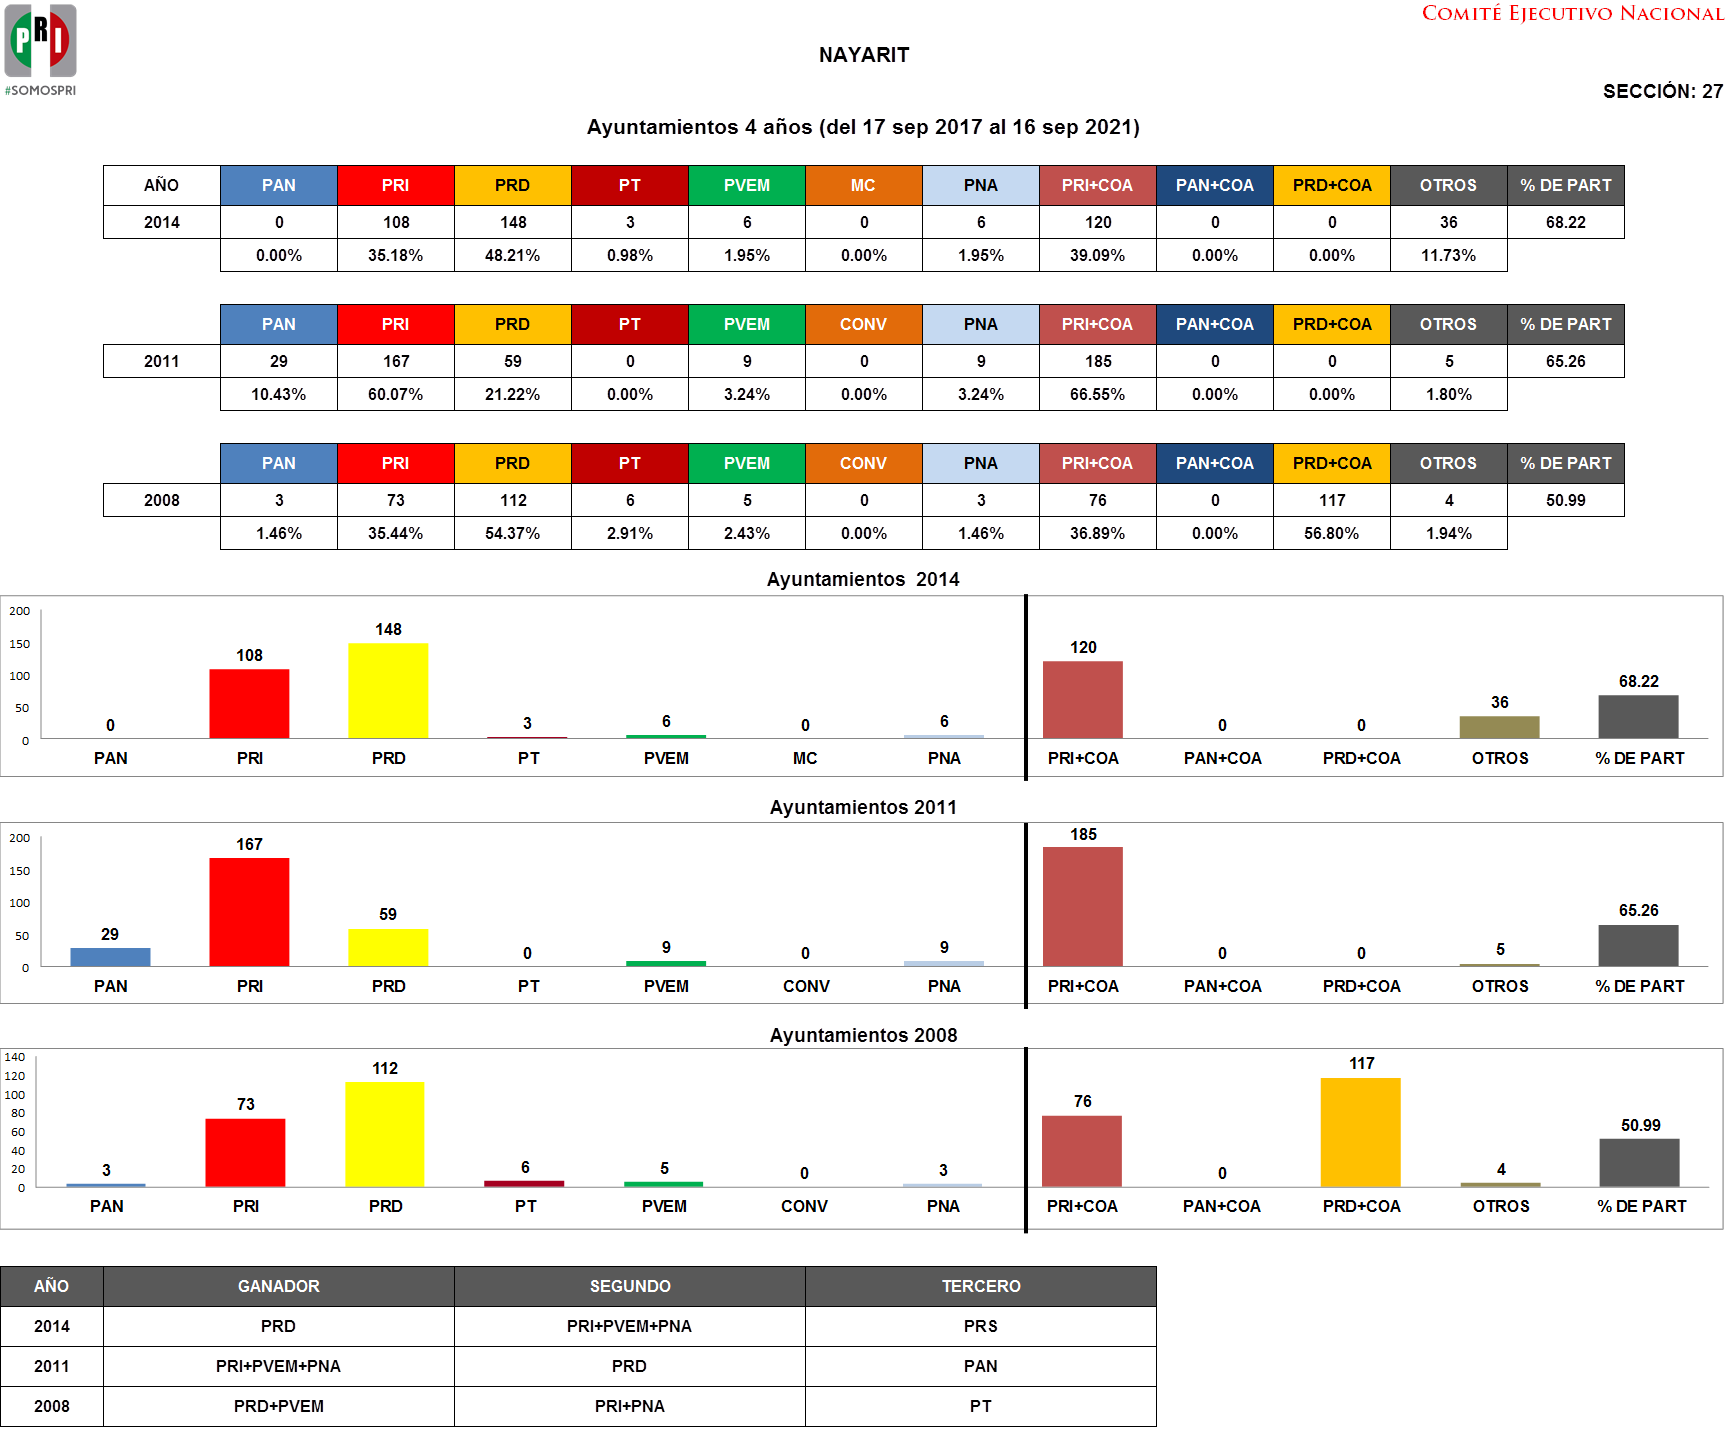 COMITÉ EJECUTIVO NACIONAL
PRI
#SOMOSPRI
NAYARIT
SECCIÓN: 27
Ayuntamientos 4 años (del 17 sep 2017 al 16 sep 2021)
AÑO PAN PRI PRD PT PVEM MC PNA PRI+COA PAN+COA PRD+COA OTROS % DE PART
2014 0 108 148 3 6 0 6 120 0 0 36 68.22
0.00% 35.18% 48.21% 0.98% 1.95% 0.00% 1.95% 39.09% 0.00% 0.00% 11.73%
PAN PRI PRD PT PVEM CONV PNA PRI+COA PAN+COA PRD+COA OTROS % DE PART
2011 29 167 59 0 9 0 9 185 0 0 5 65.26
10.43% 60.07% 21.22% 0.00% 3.24% 0.00% 3.24% 66.55% 0.00% 0.00% 1.80%
PAN PRI PRD PT PVEM CONV PNA PRI+COA PAN+COA PRD+COA OTROS % DE PART
2008 3 73 112 6 5 0 3 76 0 117 4 50.99
1.46% 35.44% 54.37% 2.91% 2.43% 0.00% 1.46% 36.89% 0.00% 56.80% 1.94%
Ayuntamientos 2014
200
150
100
50
0
0 108 148 3 6 0 6 120 0 0 36 68.22
PAN PRI PRD PT PVEM MC PNA PRI+COA PAN+COA PRD+COA OTROS % DE PART
Ayuntamientos 2011
200
150
100
50
0
29 167 59 0 9 0 9 185 0 0 5 65.26
PAN PRI PRD PT PVEM CONV PNA PRI+COA PAN+COA PRD+COA OTROS % DE PART
Ayuntamientos 2008
140
120
100
80
60
40
20
0
3 73 112 6 5 0 3 76 0 117 4 50.99
PAN PRI PRD PT PVEM CONV PNA PRI+COA PAN+COA PRD+COA OTROS % DE PART
AÑO GANADOR SEGUNDO TERCERO
2014 PRD PRI+PVEM+PNA PRS
2011 PRI+PVEM+PNA PRD PAN
2008 PRD+PVEM PRI+PNA PT